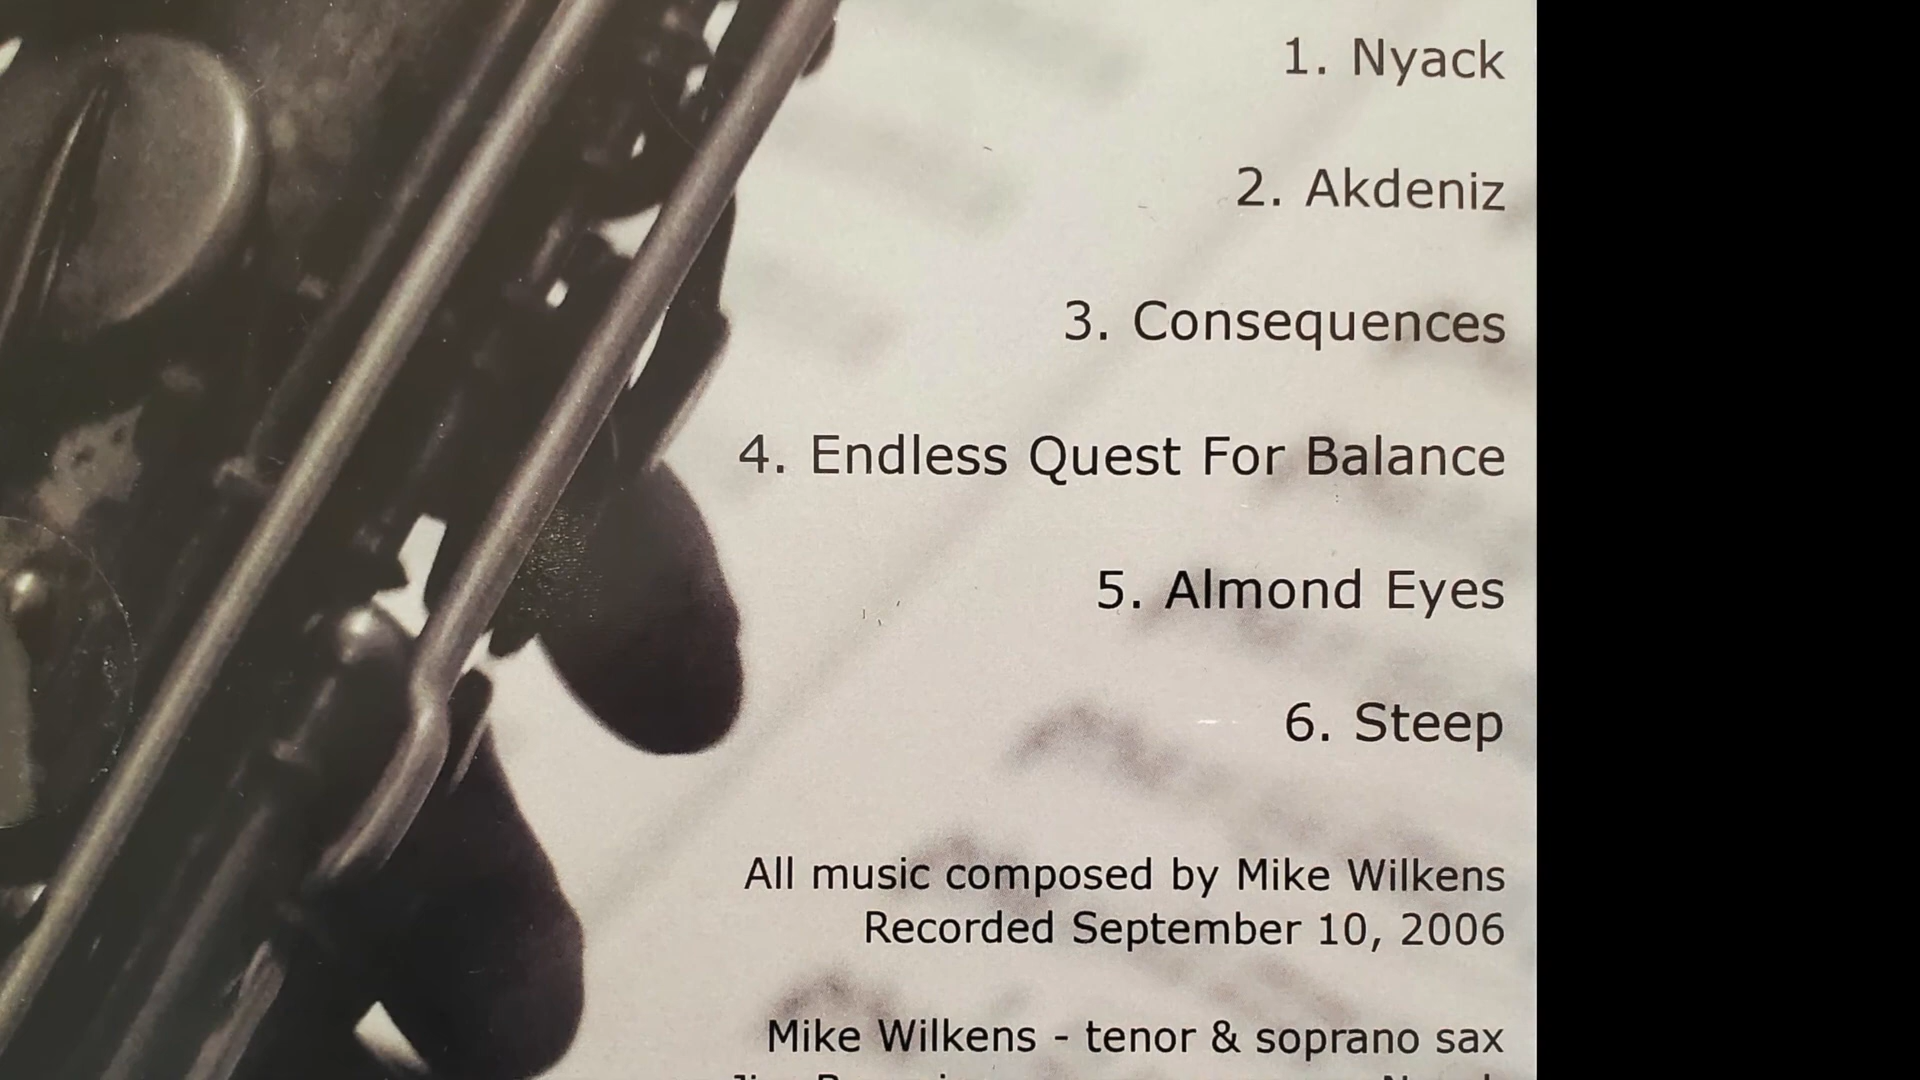 1. Nyack
2. Akdeniz
3. Consequences
4. Endless Quest For Balance
5. Almond Eyes
6. Steep
All music composed by Mike Wilkens
Recorded September 10, 2006
Mike Wilkens - tenor & soprano sax